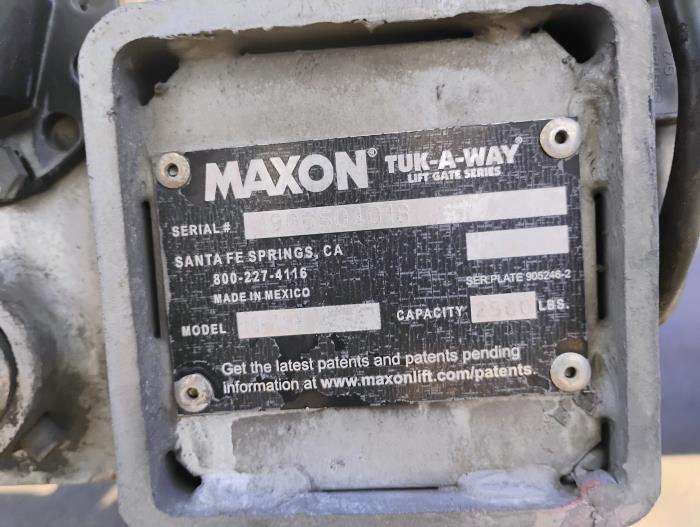 MAXON® TUK-A-WAY®
LIFT GATE SERIES
SERIAL #
SANTA FE SPRINGS, CA
800-227-4116
MADE IN MEXICO
SER.PLATE 905246-2
MODEL CAPACITY LBS.
Get the latest patents and patents pending
information at www.maxonlift.com/patents.